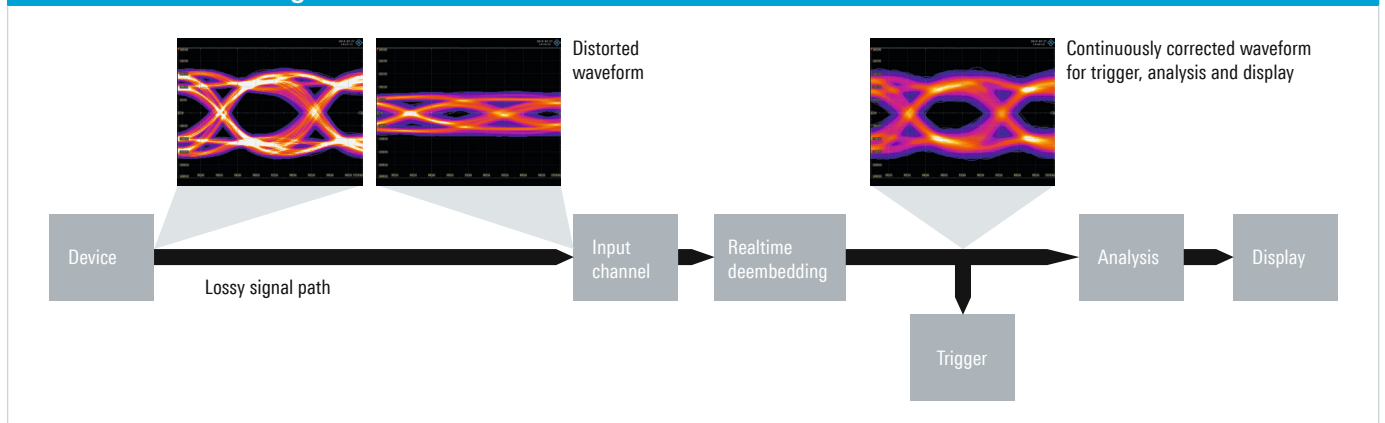 Distorted
waveform
Continuously corrected waveform
for trigger, analysis and display
Device
Lossy signal path
Input
channel
Realtime
deembedding
Analysis
Display
Trigger